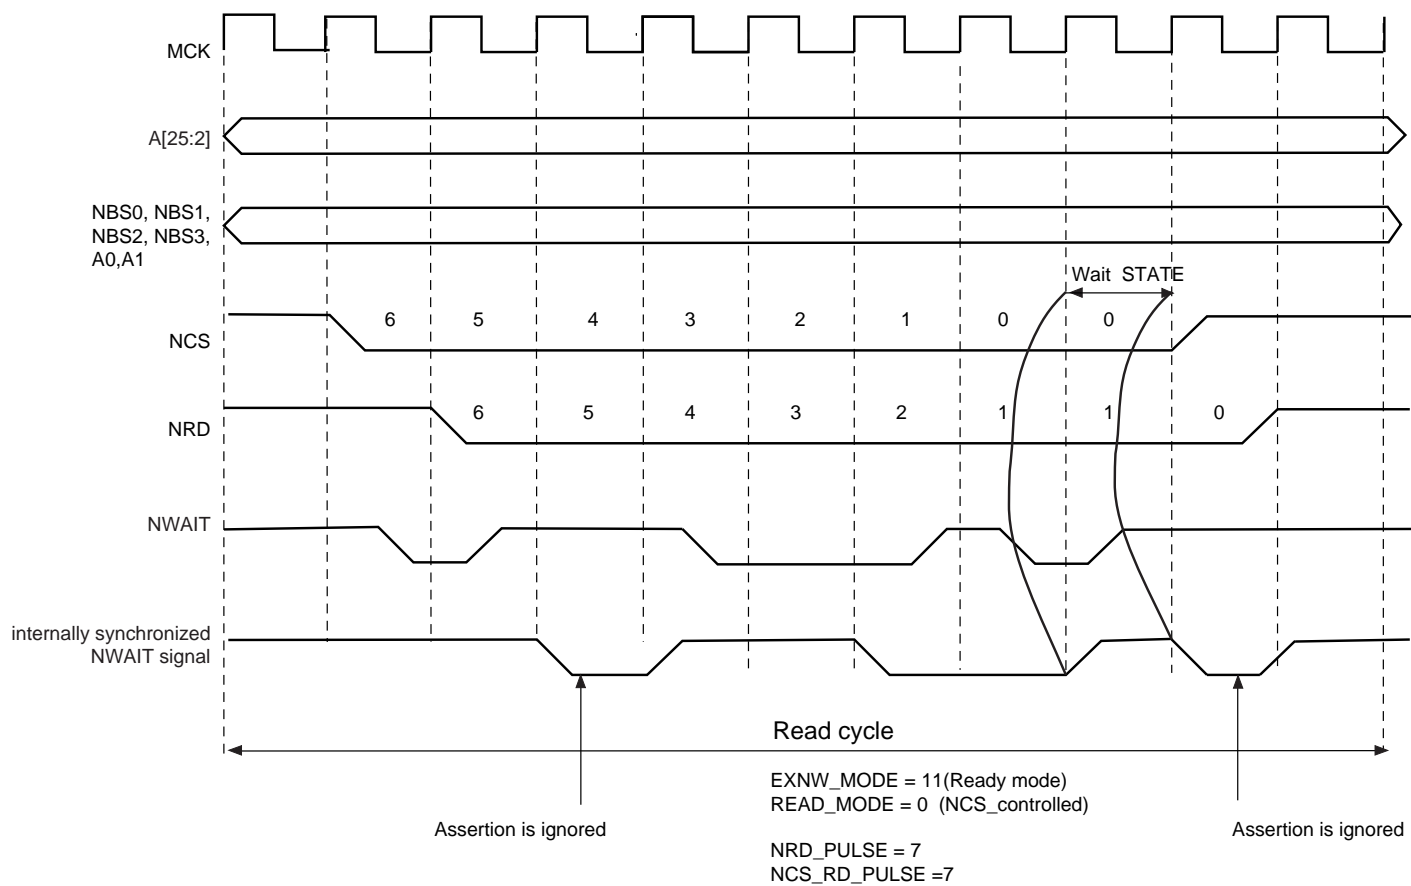 MCK
A[25:2]
NBS0, NBS1,
NBS2, NBS3,
A0,A1
Wait STATE
NCS
6 5 4 3 2 1 0 0
NRD
6 5 4 3 2 1 1 0
NWAIT
internally synchronized
NWAIT signal
Read cycle
EXNW_MODE = 11(Ready mode)
READ_MODE = 0 (NCS_controlled)
Assertion is ignored
Assertion is ignored
NRD_PULSE = 7
NCS_RD_PULSE =7